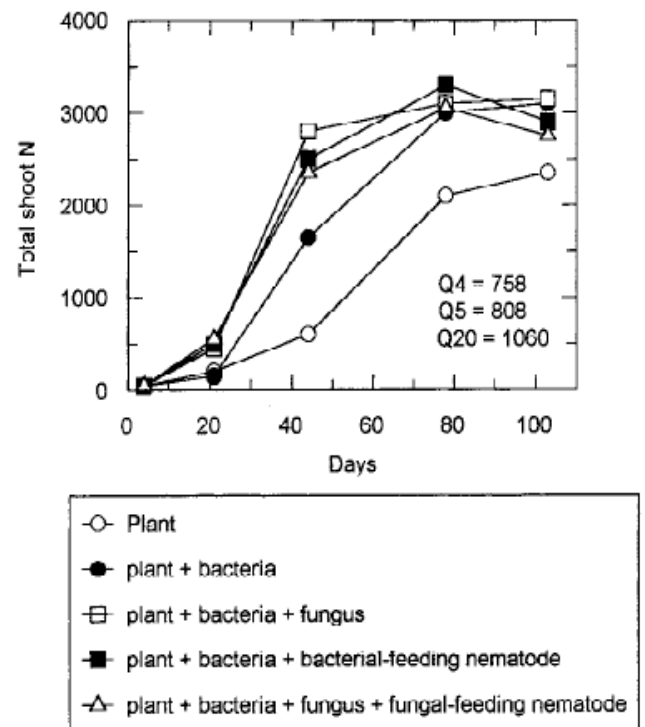 4000
3000
2000
1000
0
Total shoot N
Q4 = 758
Q5 = 808
Q20 = 1060
0 20 40 60 80 100
Days
Plant
plant + bacteria
plant + bacteria + fungus
plant + bacteria + bacterial-feeding nematode
plant + bacteria + fungus + fungal-feeding nematode